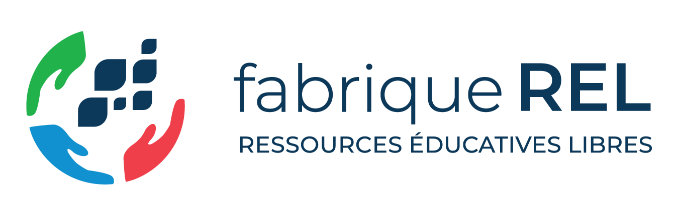 fabrique REL
RESSOURCES ÉDUCATIVES LIBRES